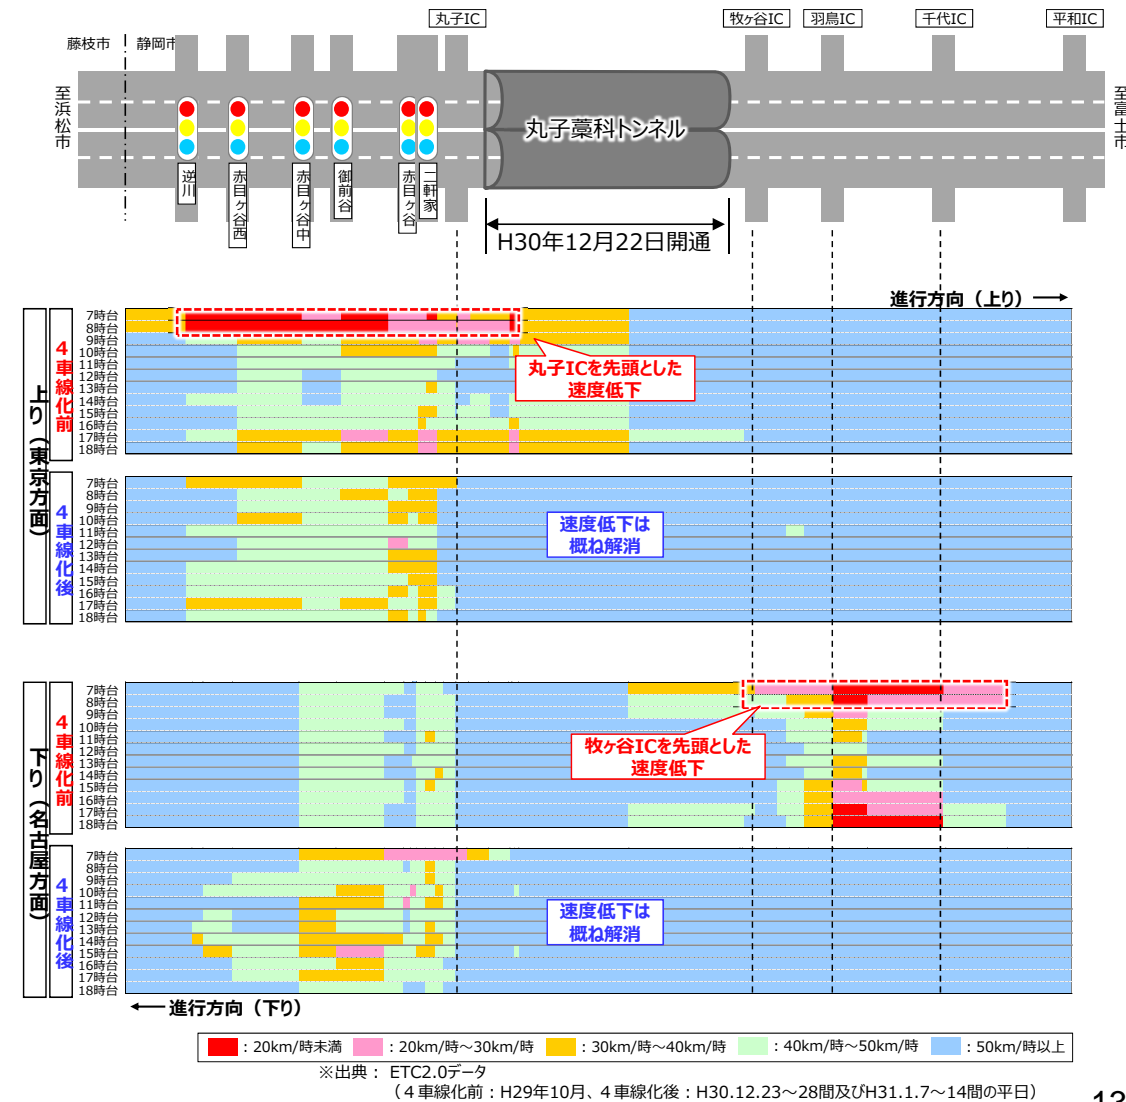 丸子IC
牧ヶ谷IC
羽鳥IC
千代IC
平和IC
藤枝市
静岡市
至浜松市
至富士市
逆川
赤目ヶ谷西
赤目ヶ谷中
御前谷
赤目ヶ谷
二軒家
丸子藁科トンネル
H30年12月22日開通
進行方向（上り）
上り（東京方面）
4車線化前
7時台
8時台
9時台
10時台
11時台
12時台
13時台
14時台
15時台
16時台
17時台
18時台
丸子ICを先頭とした
速度低下
4車線化後
7時台
8時台
9時台
10時台
11時台
12時台
13時台
14時台
15時台
16時台
17時台
18時台
速度低下は
概ね解消
下り（名古屋方面）
4車線化前
7時台
8時台
9時台
10時台
11時台
12時台
13時台
14時台
15時台
16時台
17時台
18時台
牧ヶ谷ICを先頭とした
速度低下
4車線化後
7時台
8時台
9時台
10時台
11時台
12時台
13時台
14時台
15時台
16時台
17時台
18時台
速度低下は
概ね解消
進行方向（下り）
：20km/時未満 ：20km/時～30km/時 ：30km/時～40km/時 ：40km/時～50km/時 ：50km/時以上
※出典： ETC2.0データ
（４車線化前：H29年10月、４車線化後：H30.12.23～28間及びH31.1.7～14間の平日）